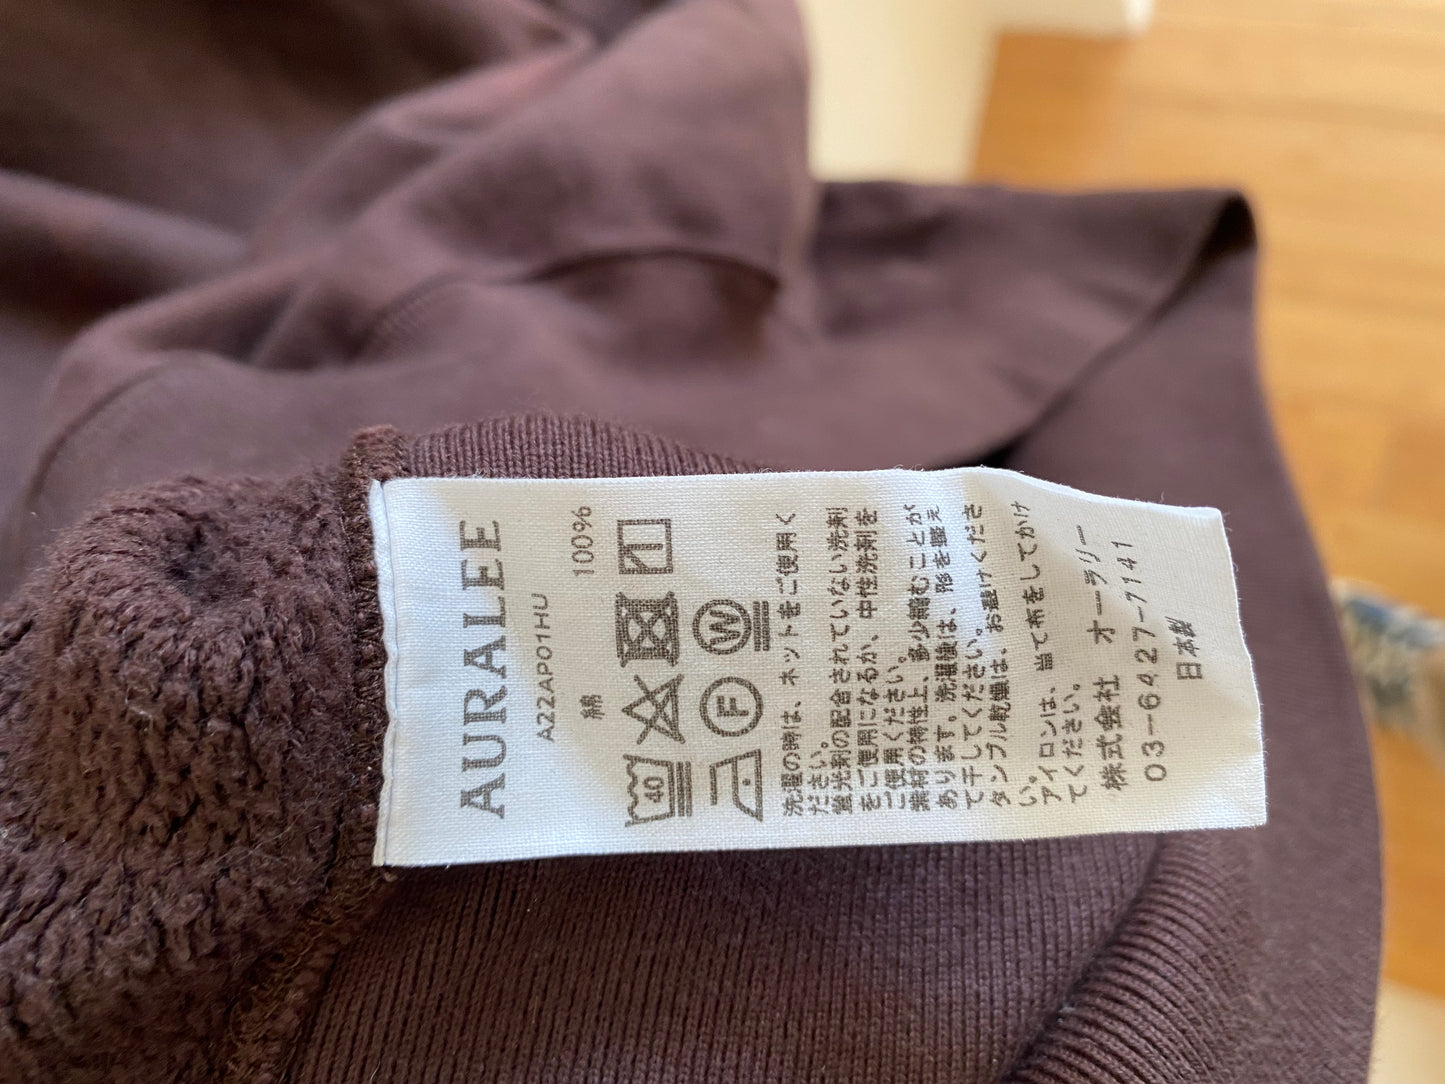 AURALEE
A22AP01HU
綿 100%
40
F W
洗濯の時は、ネットをご使用く
ださい。
蛍光剤の配合されていない洗剤
をご使用になるか、中性洗剤を
ご使用ください。
素材の特性上、多少縮むことが
あります。洗濯後は、形を整え
て干してください。
タンブル乾燥は、お避けくださ
い。
アイロンは、当て布をしてかけ
てください。
株式会社 オーラリー
03-6427-7141
日本製